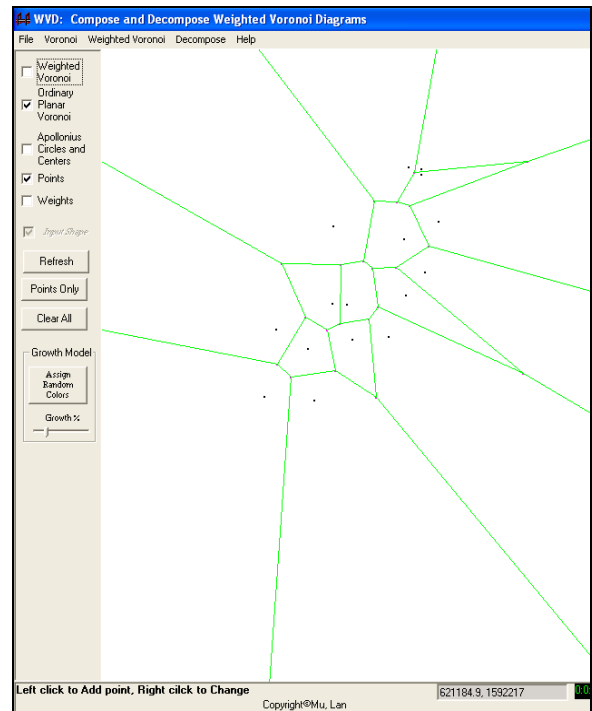 WVD: Compose and Decompose Weighted Voronoi Diagrams
File Voronoi Weighted Voronoi Decompose Help
Weighted
Voronoi
Ordinary
Planar
Voronoi
Apollonius
Circles and
Centers
Points
Weights
Input Shape
Refresh
Points Only
Clear All
Growth Model
Assign
Random
Colors
Growth %
Left click to Add point, Right cilck to Change
621184.9, 1592217
0:0:
Copyright©Mu, Lan